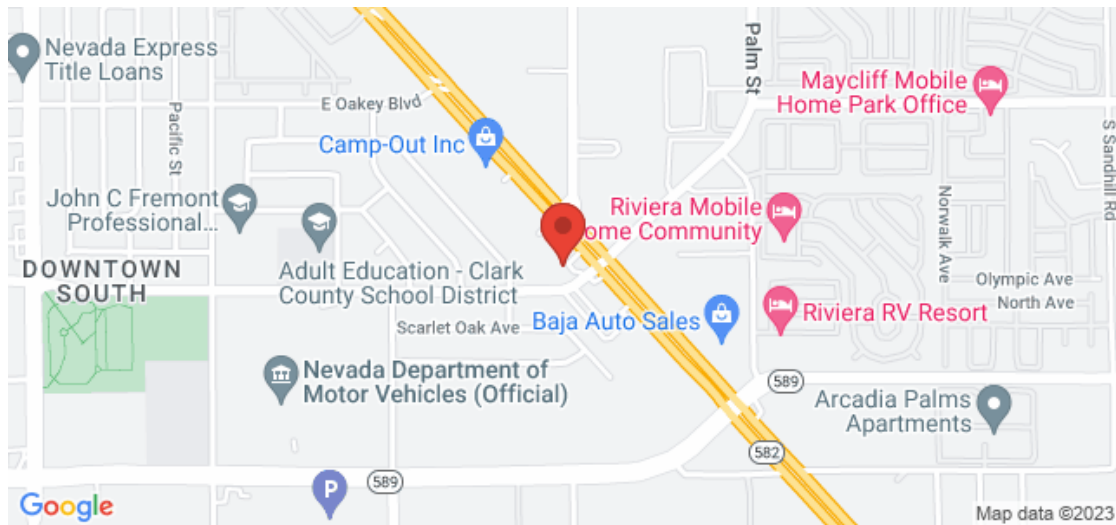 Nevada Express
Title Loans
Palm St
Maycliff Mobile
Home Park Office
E Oakey Blvd
Pacific St
Camp-Out Inc
S Sandhill Rd
John C Fremont
Professional...
Riviera Mobile
ome Community
Norwalk Ave
DOWNTOWN
SOUTH
Adult Education - Clark
County School District
Olympic Ave
North Ave
Scarlet Oak Ave
Baja Auto Sales
Riviera RV Resort
Nevada Department of
Motor Vehicles (Official)
589
Arcadia Palms
Apartments
582
589
P
Google
Map data ©2023